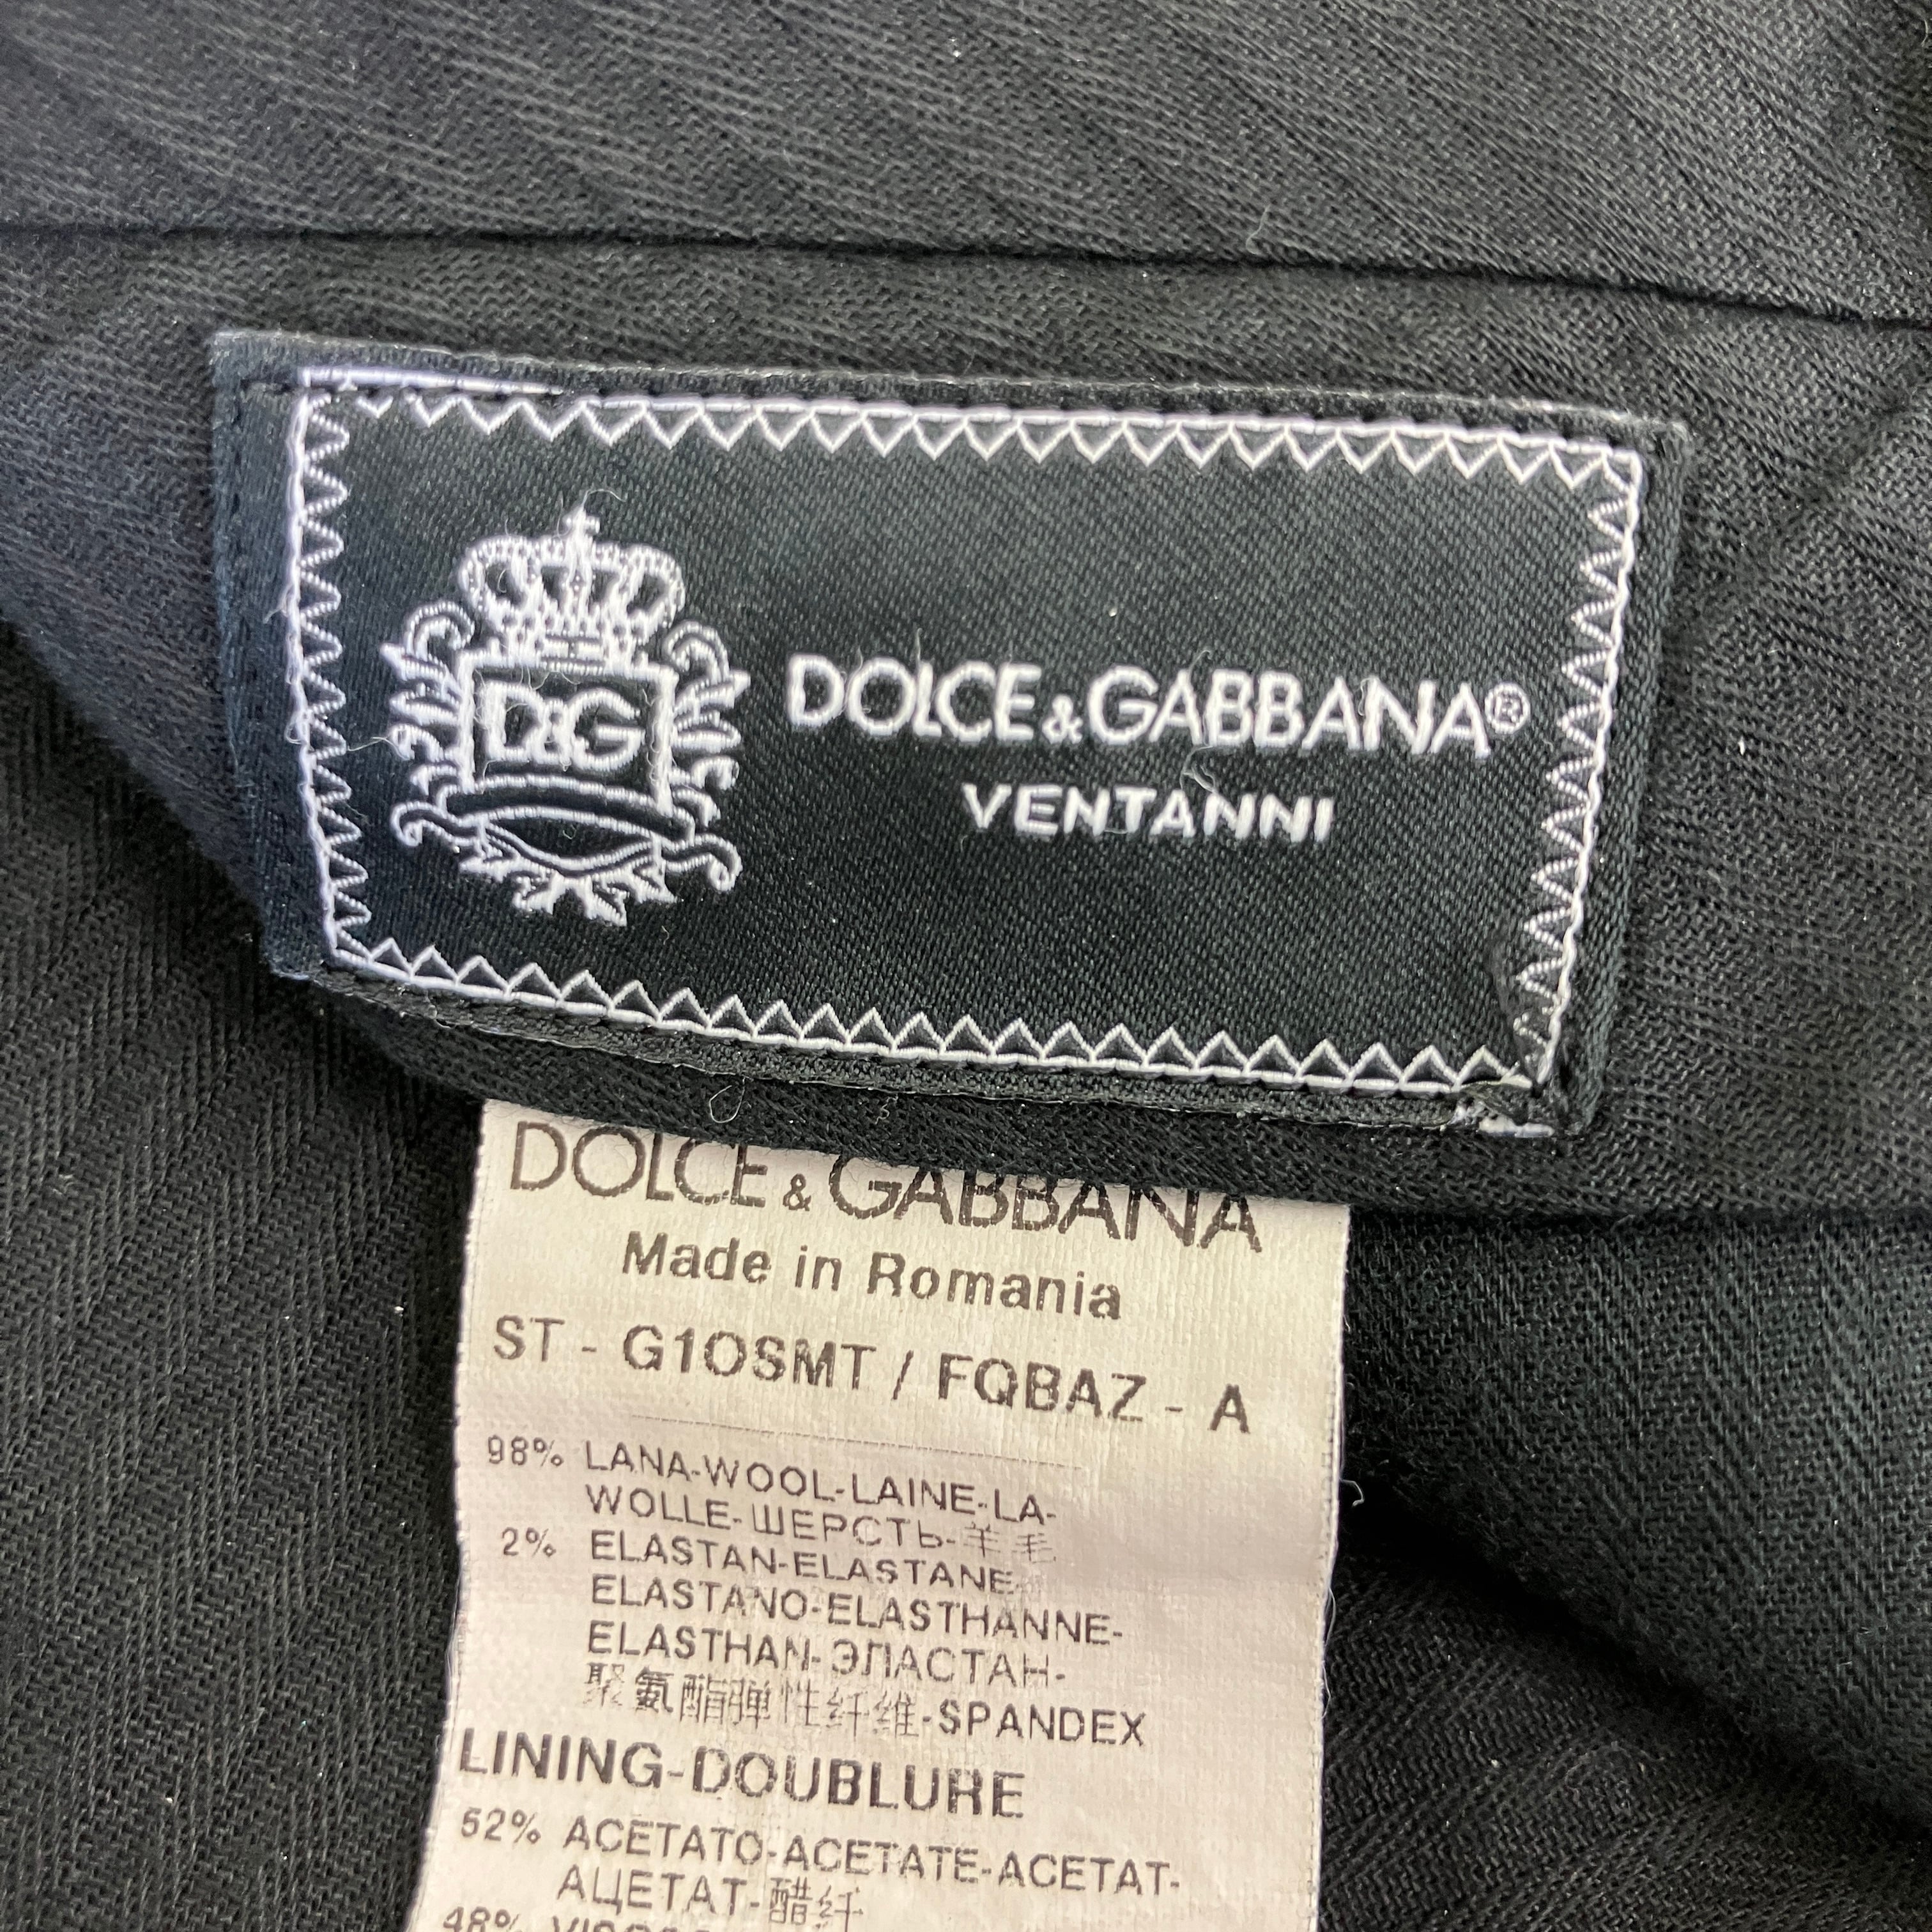 D&G
DOLCE&GABBANA®
VENTANNI
DOLCE & GABBANA
Made in Romania
ST - G1OSMT / FQBAZ - A
98% LANA-WOOL-LAINE-LA-
WOLLE-ШЕРСТЬ-羊毛
2% ELASTAN-ELASTANE-
ELASTANO-ELASTHANNE-
ELASTHAN-ЭЛАСТАН-
聚氨酯弹性纤维-SPANDEX
LINING-DOUBLURE
52% ACETATO-ACETATE-ACETAT-
АЦЕТАТ-醋纤
48%